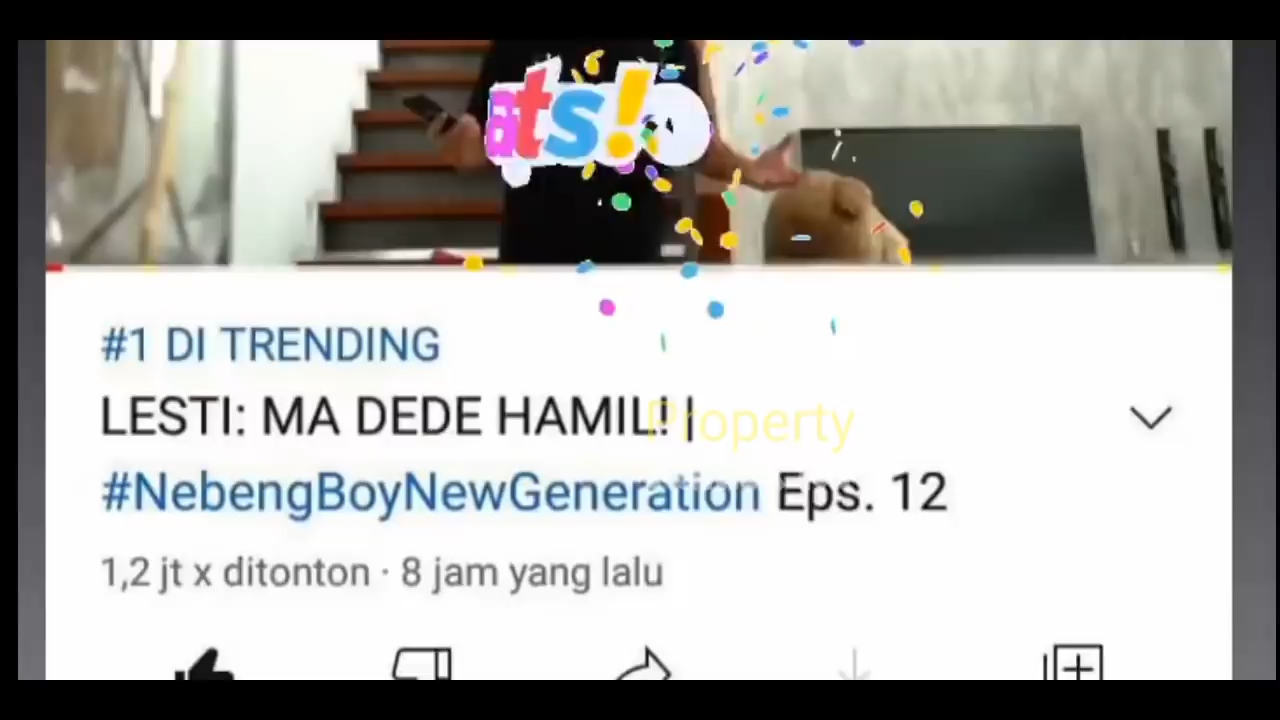 ats!
#1 DI TRENDING
LESTI: MA DEDE HAMIL! |
Property
#NebengBoyNewGeneration Eps. 12
1,2 jt x ditonton · 8 jam yang lalu